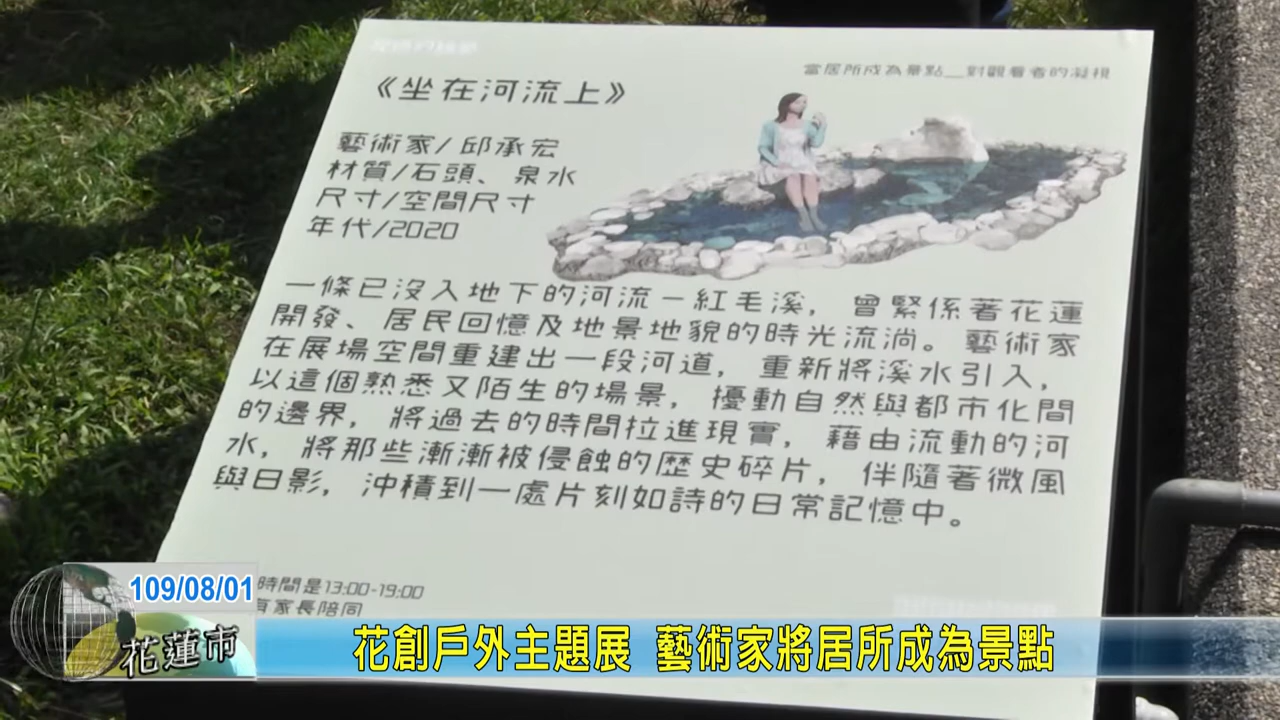 當居所成為景點__對觀看者的凝視
《坐在河流上》
藝術家/邱承宏
材質/石頭、泉水
尺寸/空間尺寸
年代/2020
一條已沒入地下的河流－紅毛溪，曾緊係著花蓮
開發、居民回憶及地景地貌的時光流淌。藝術家
在展場空間重建出一段河道，重新將溪水引入，
以這個熟悉又陌生的場景，擾動自然與都市化間
的邊界，將過去的時間拉進現實，藉由流動的河
水，將那些漸漸被侵蝕的歷史碎片，伴隨著微風
與日影，沖積到一處片刻如詩的日常記憶中。
時間是13:00-19:00
有家長陪同
109/08/01
花蓮市
花創戶外主題展 藝術家將居所成為景點